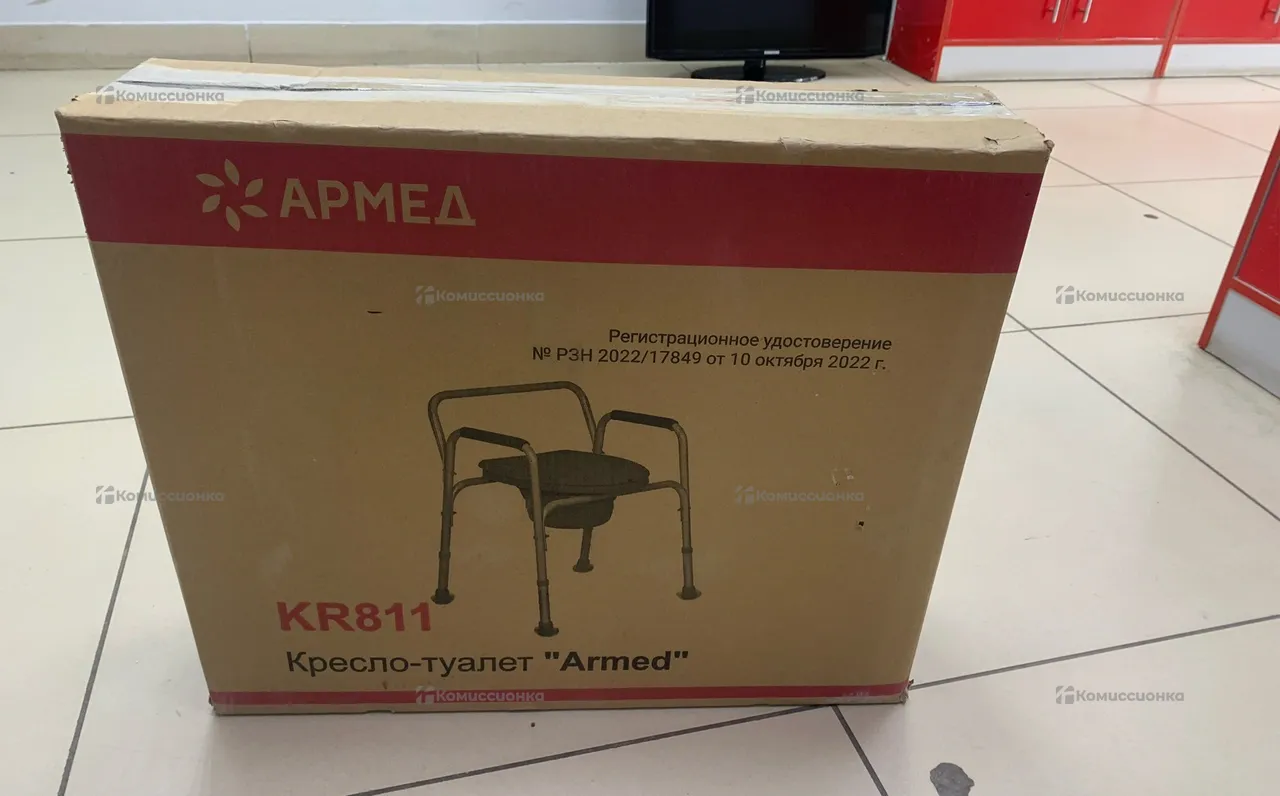 Комиссионка
Комиссионка
АРМЕД
Комиссионка
Комиссионка
Регистрационное удостоверение
№ РЗН 2022/17849 от 10 октября 2022 г.
Комиссионка
Комиссионка
KR811
Кресло-туалет "Armed"
Комиссионка
Комиссионка